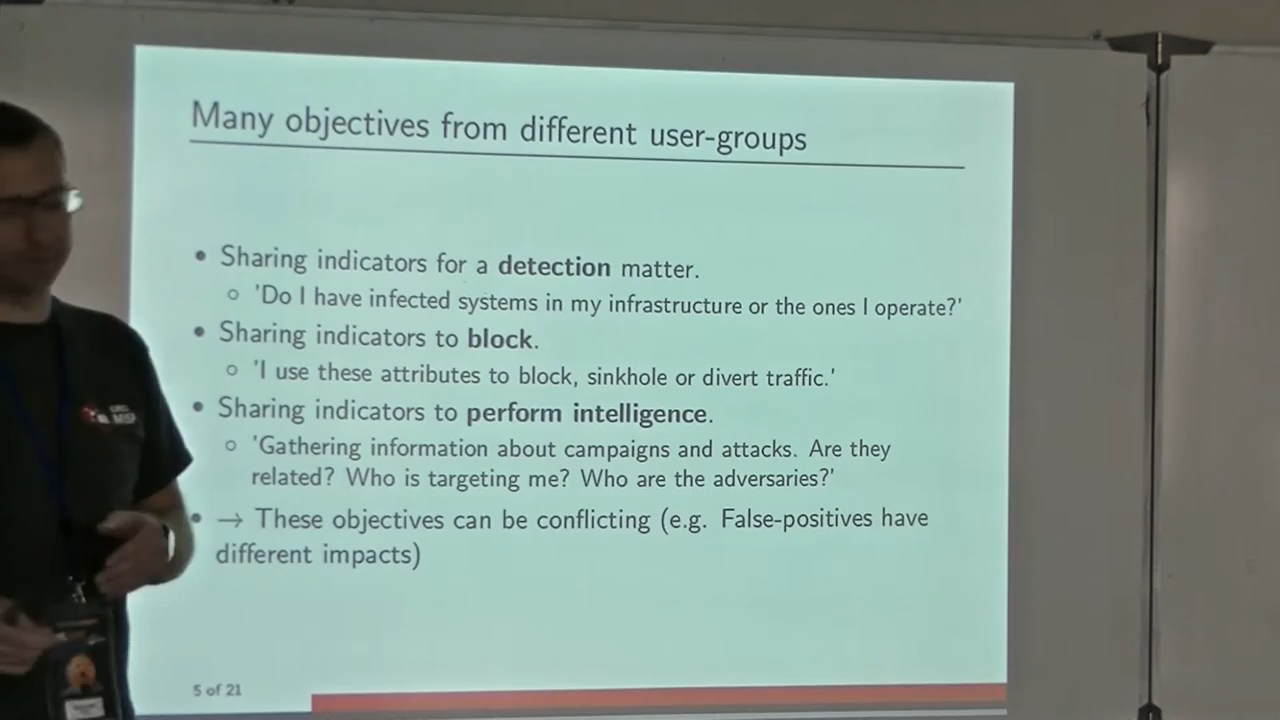 Many objectives from different user-groups
• Sharing indicators for a detection matter.
○ 'Do I have infected systems in my infrastructure or the ones I operate?'
• Sharing indicators to block.
○ 'I use these attributes to block, sinkhole or divert traffic.'
• Sharing indicators to perform intelligence.
○ 'Gathering information about campaigns and attacks. Are they
related? Who is targeting me? Who are the adversaries?'
• → These objectives can be conflicting (e.g. False-positives have
different impacts)
5 of 21